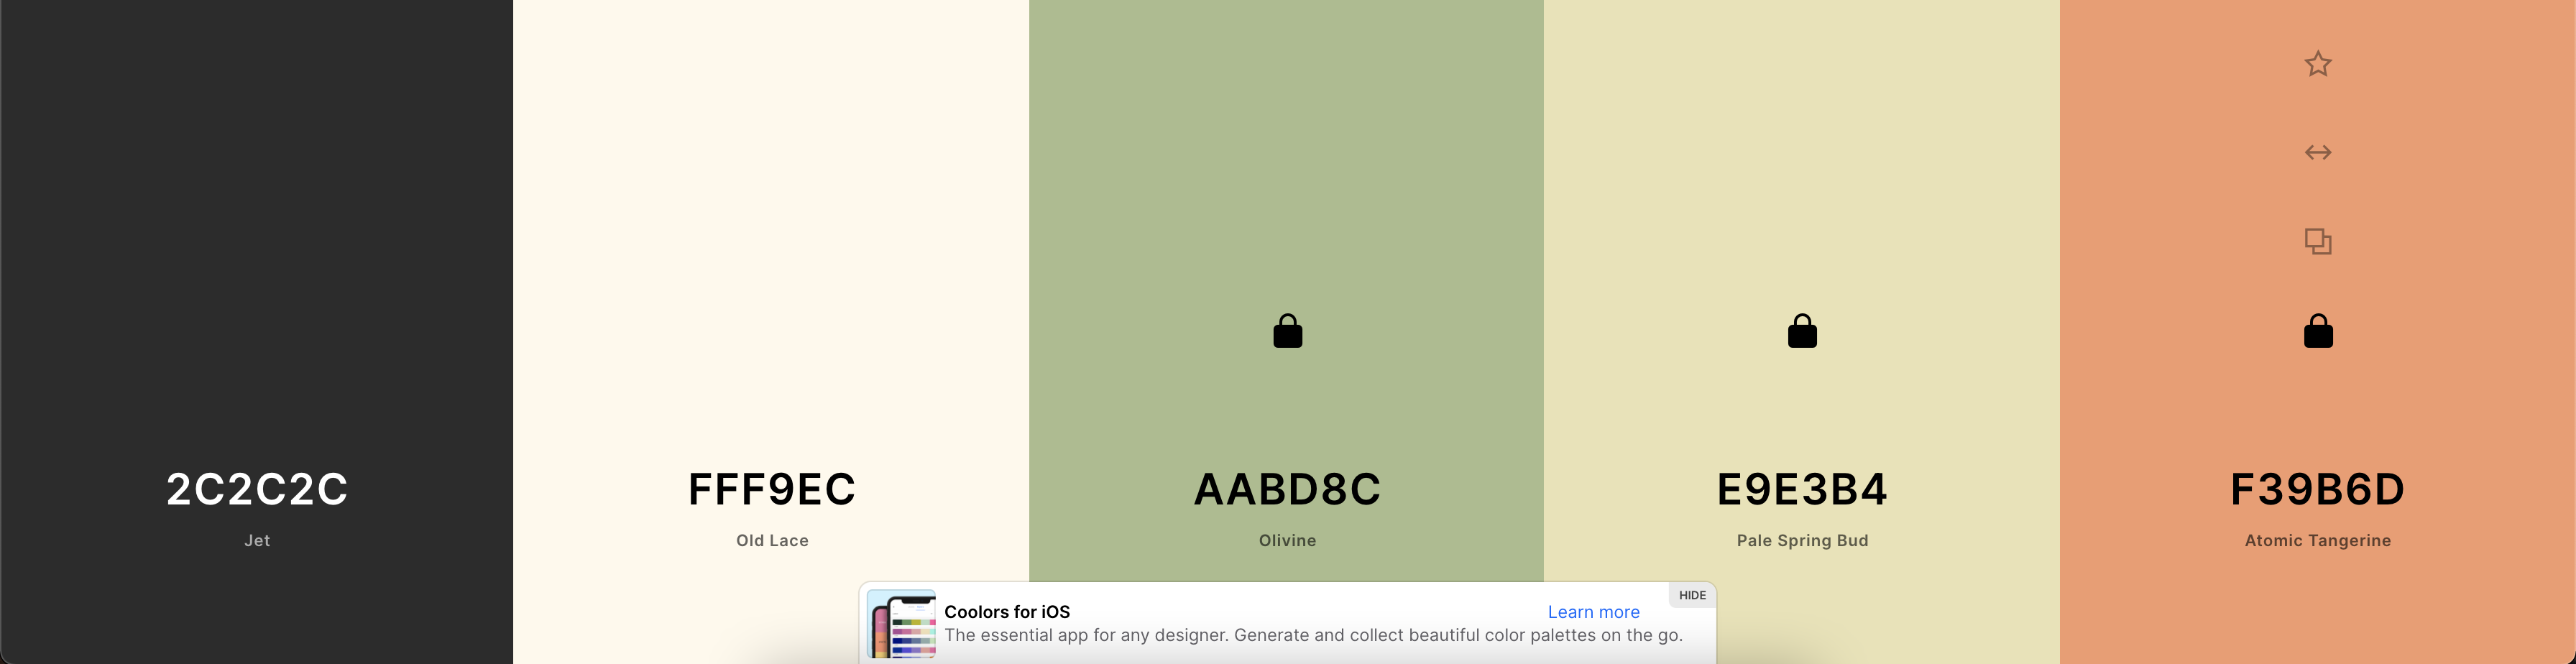 2C2C2C
Jet
FFF9EC
Old Lace
AABD8C
Olivine
E9E3B4
Pale Spring Bud
F39B6D
Atomic Tangerine
HIDE
Coolors for iOS
Learn more
The essential app for any designer. Generate and collect beautiful color palettes on the go.